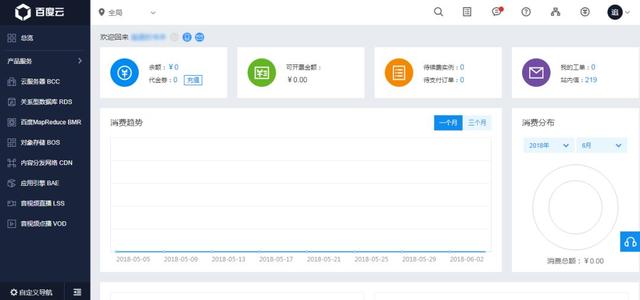 百度云
全局
总览
产品服务
云服务器 BCC
关系型数据库 RDS
百度MapReduce BMR
对象存储 BOS
内容分发网络 CDN
应用引擎 BAE
音视频直播 LSS
音视频点播 VOD
自定义导航
欢迎回来
余额：¥ 0
代金券：0 充值
可开票金额：
¥ 0.00
待续费实例：0
待支付订单：0
我的工单：0
站内信：219
消费趋势
一个月 三个月
2018-05-05 2018-05-09 2018-05-13 2018-05-17 2018-05-21 2018-05-25 2018-05-29 2018-06-02
消费分布
2018年 6月
消费总额：¥ 0.00